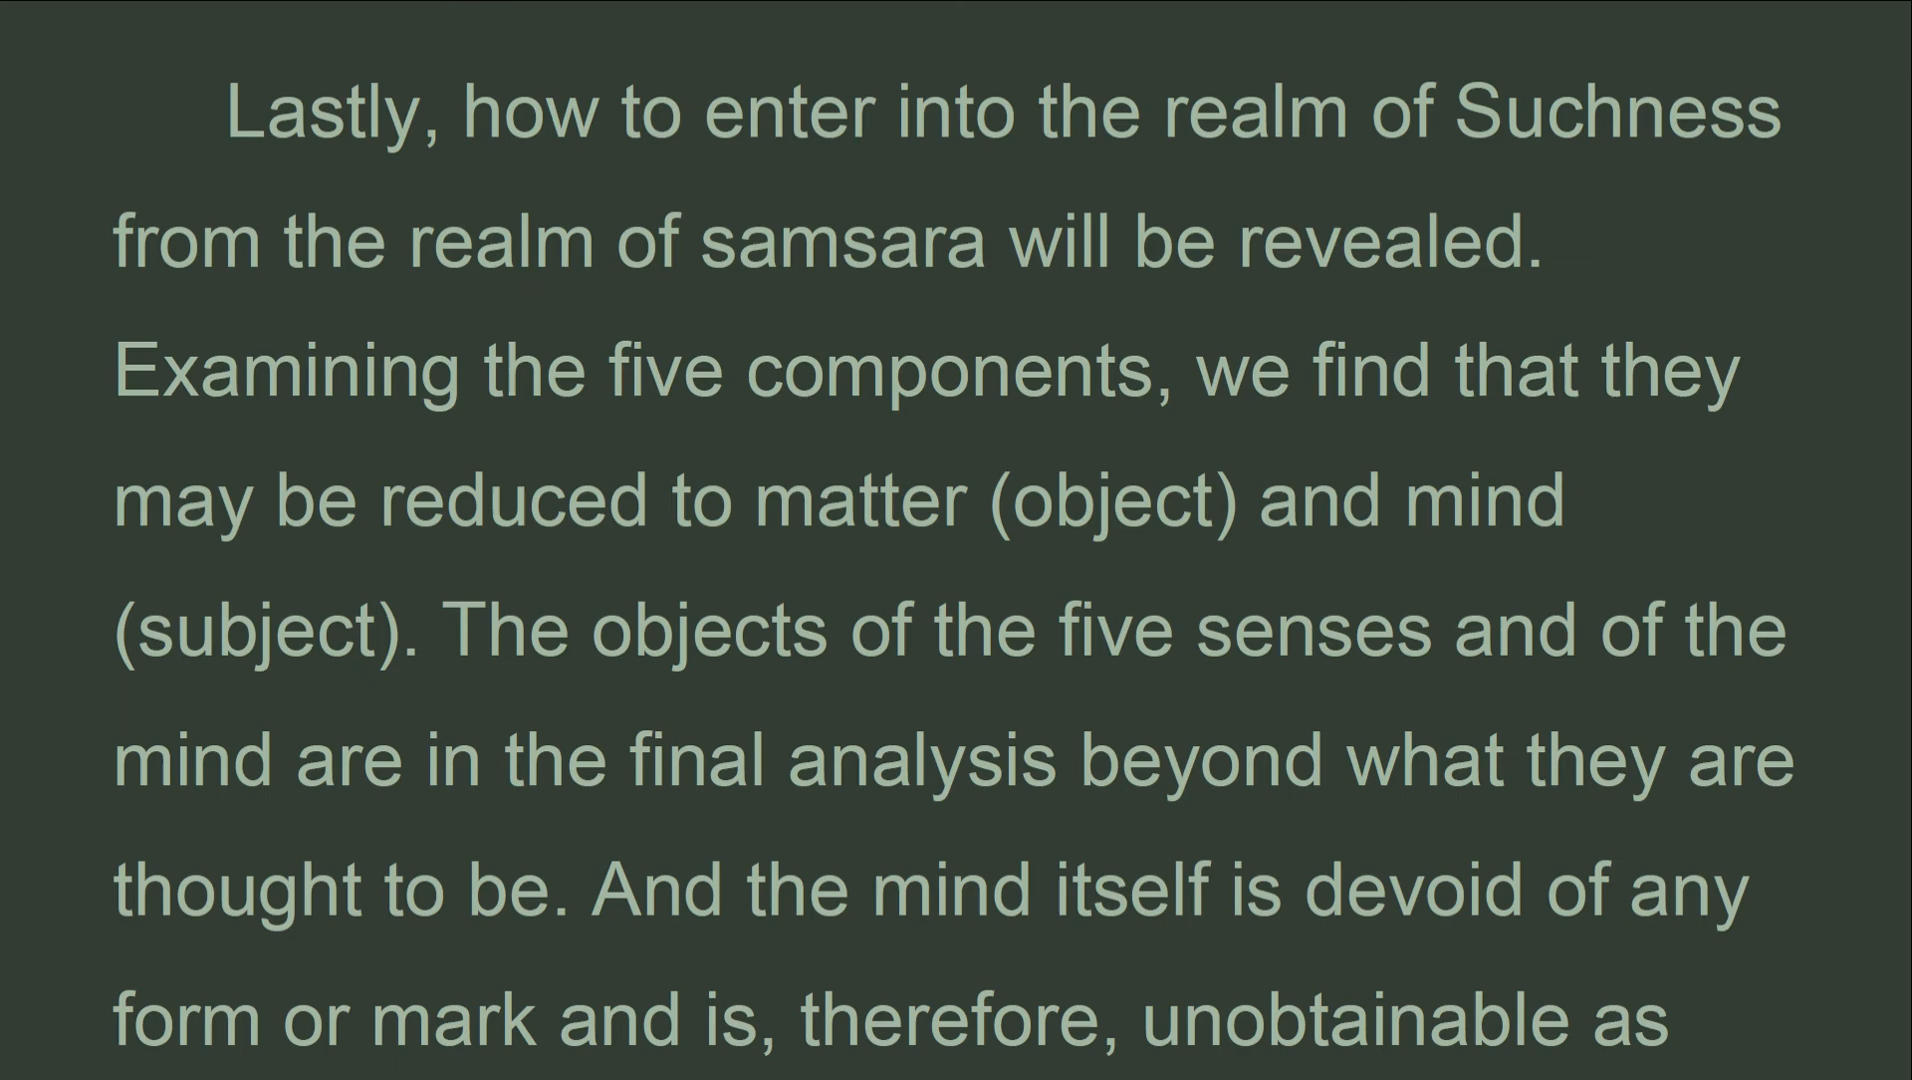 Lastly, how to enter into the realm of Suchness
from the realm of samsara will be revealed.
Examining the five components, we find that they
may be reduced to matter (object) and mind
(subject). The objects of the five senses and of the
mind are in the final analysis beyond what they are
thought to be. And the mind itself is devoid of any
form or mark and is, therefore, unobtainable as